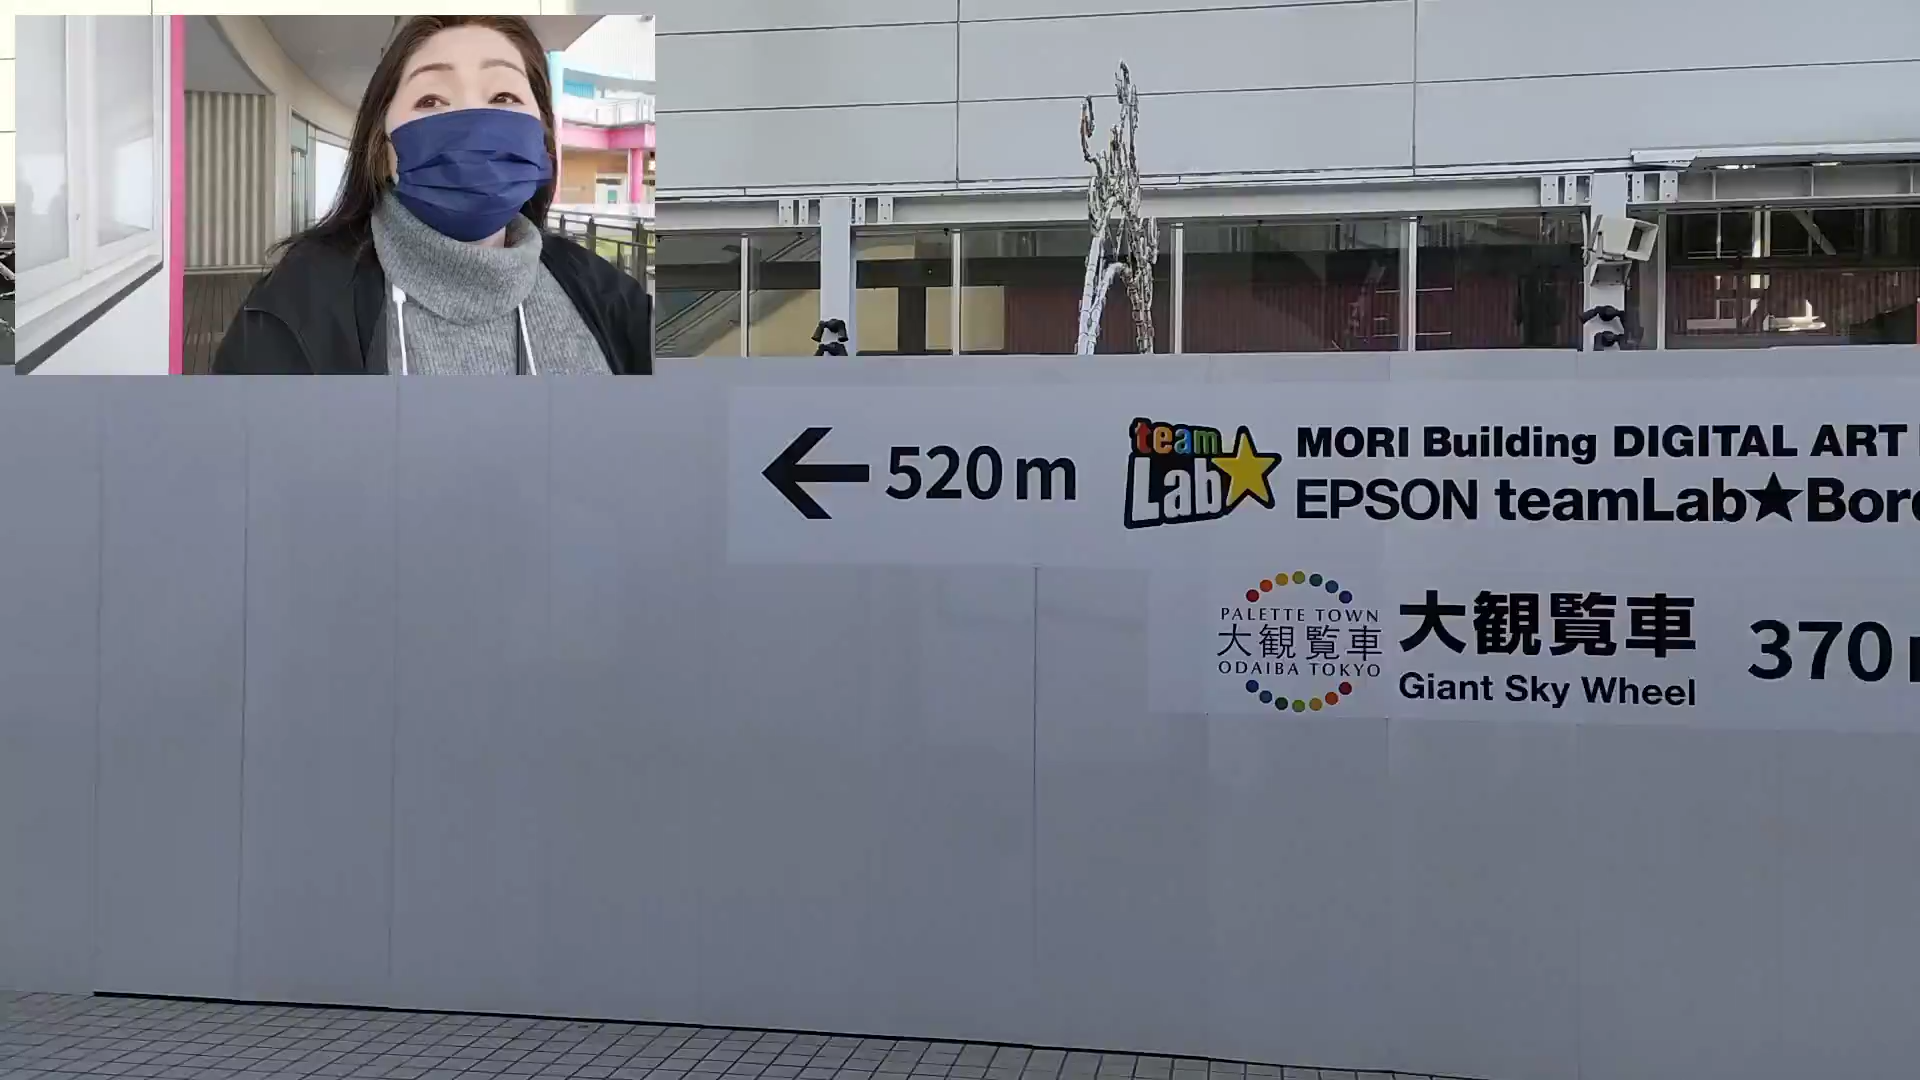 520m
team
Lab
MORI Building DIGITAL ART
EPSON teamLab★Bor
PALETTE TOWN
大観覧車
ODAIBA TOKYO
大観覧車
Giant Sky Wheel
370